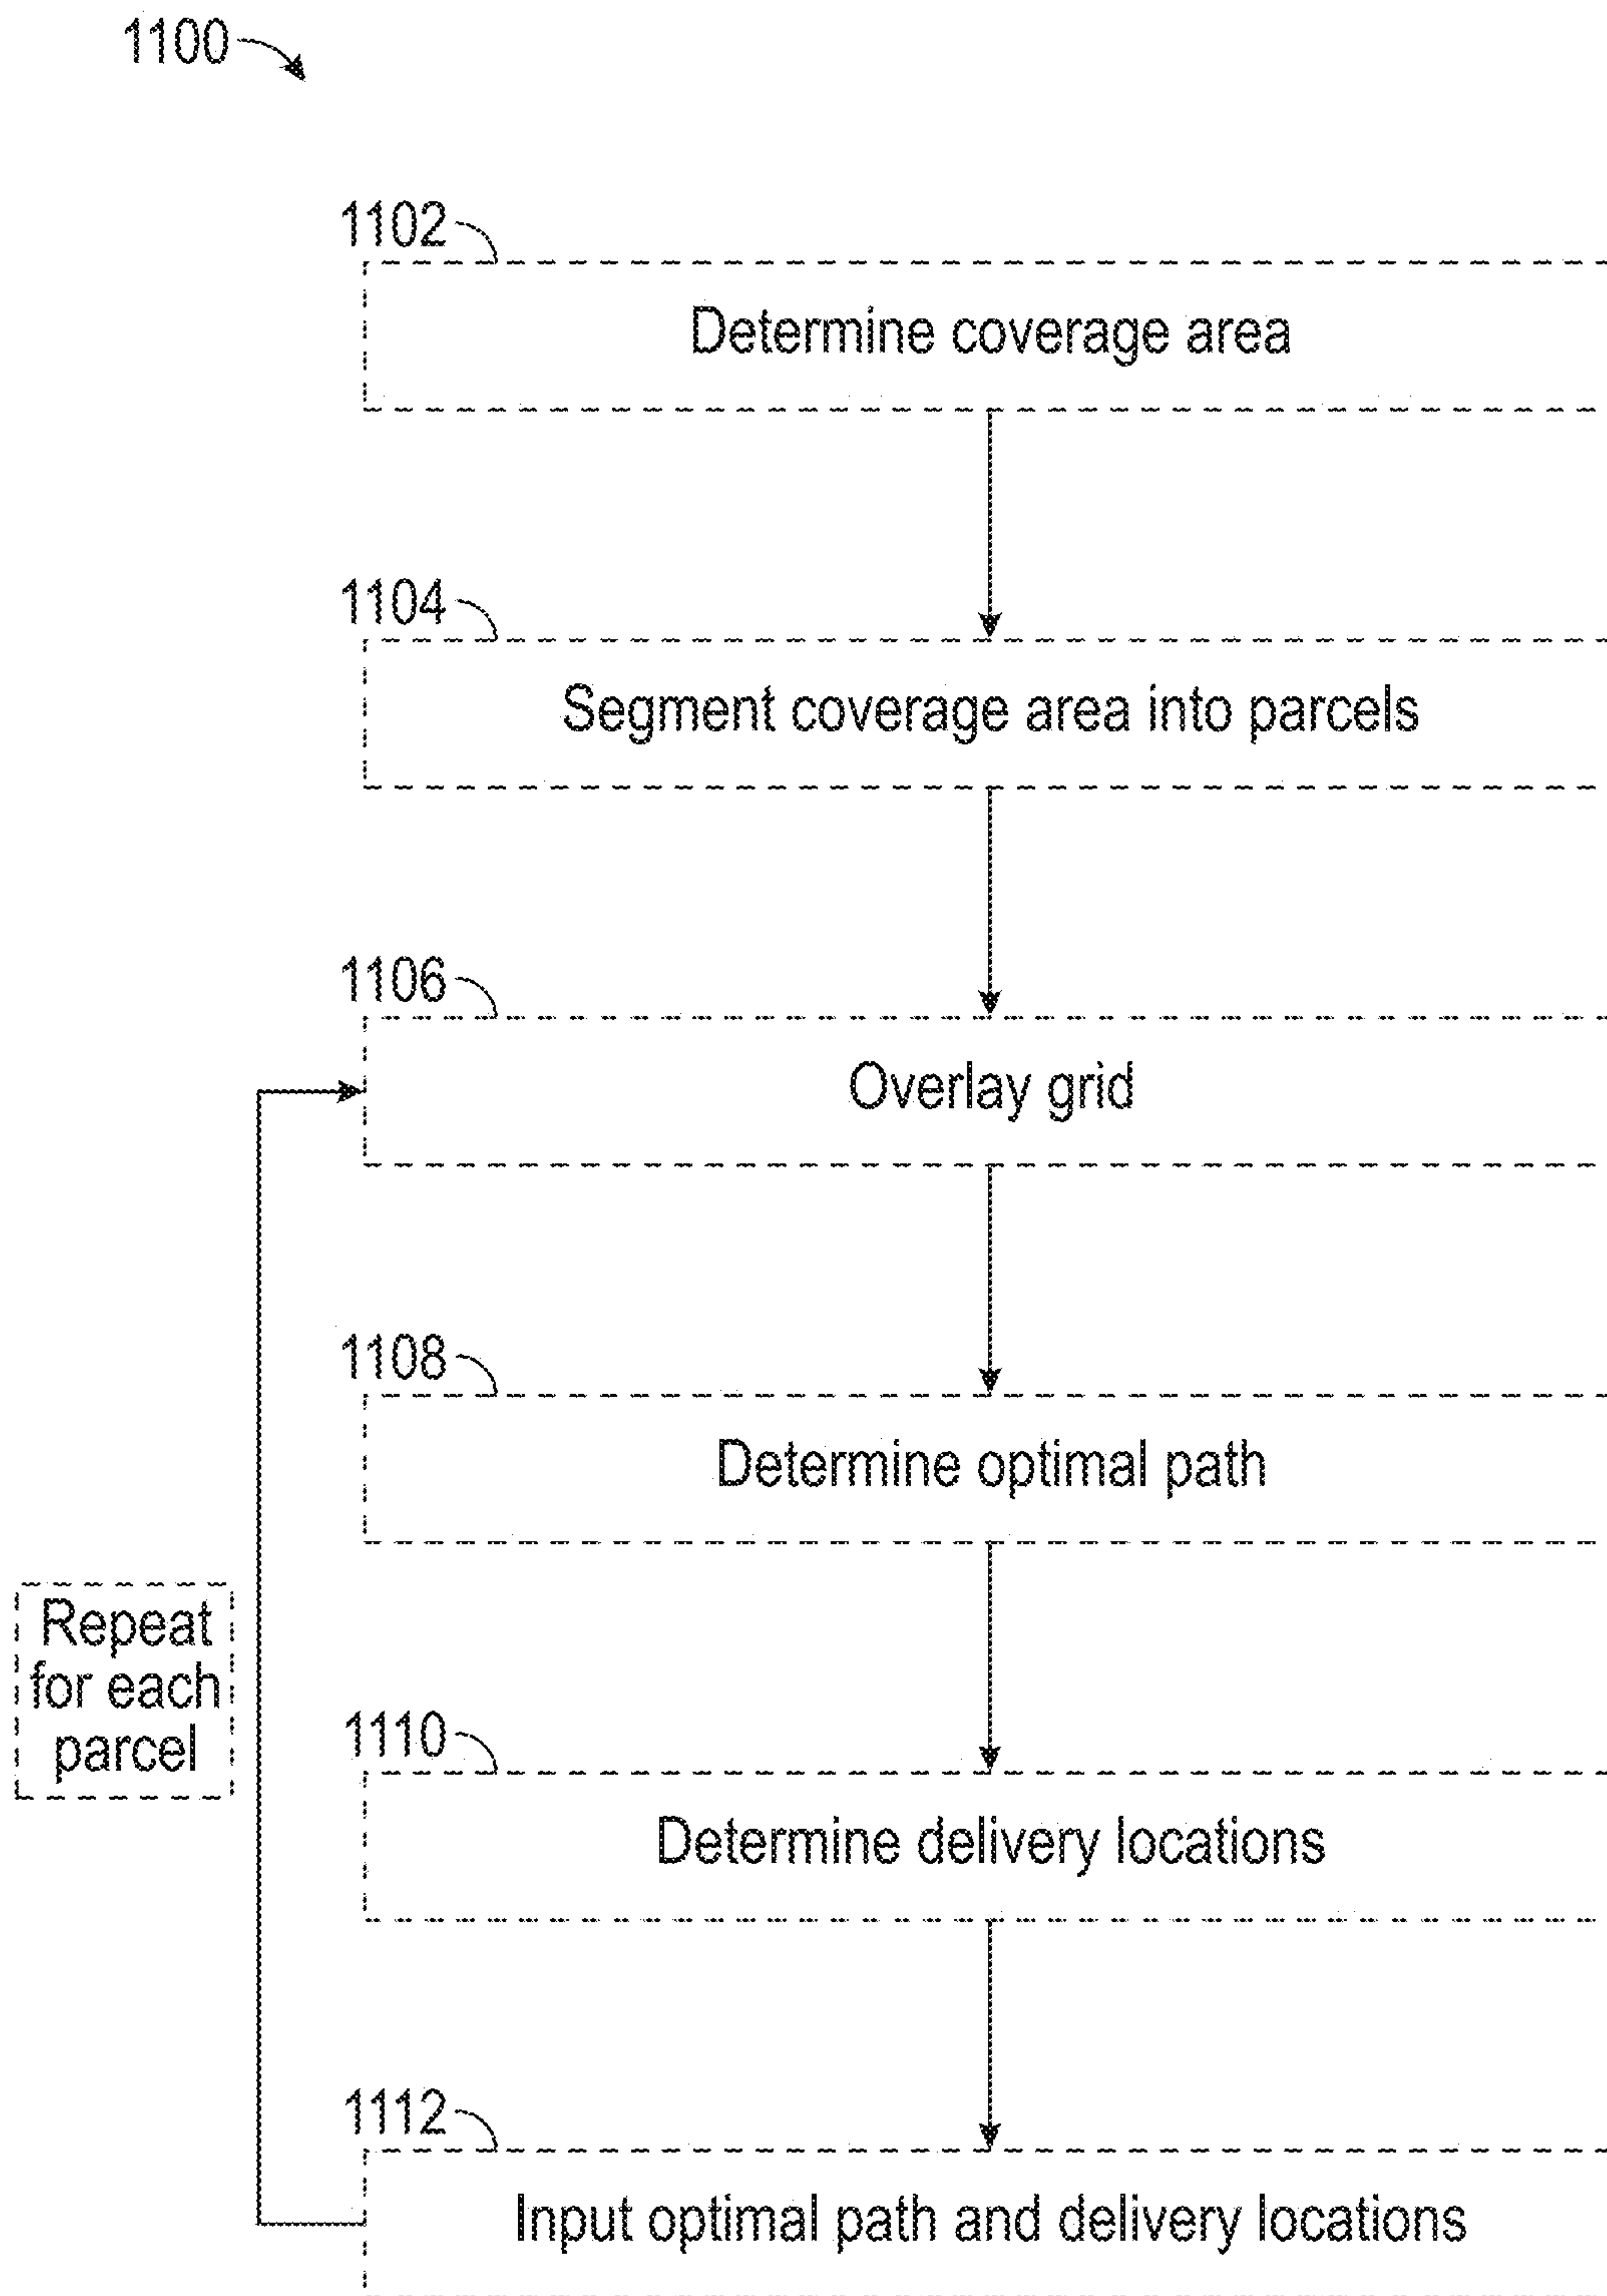 1100
1102
Determine coverage area
1104
Segment coverage area into parcels
1106
Overlay grid
1108
Determine optimal path
Repeat
for each
parcel
1110
Determine delivery locations
1112
Input optimal path and delivery locations